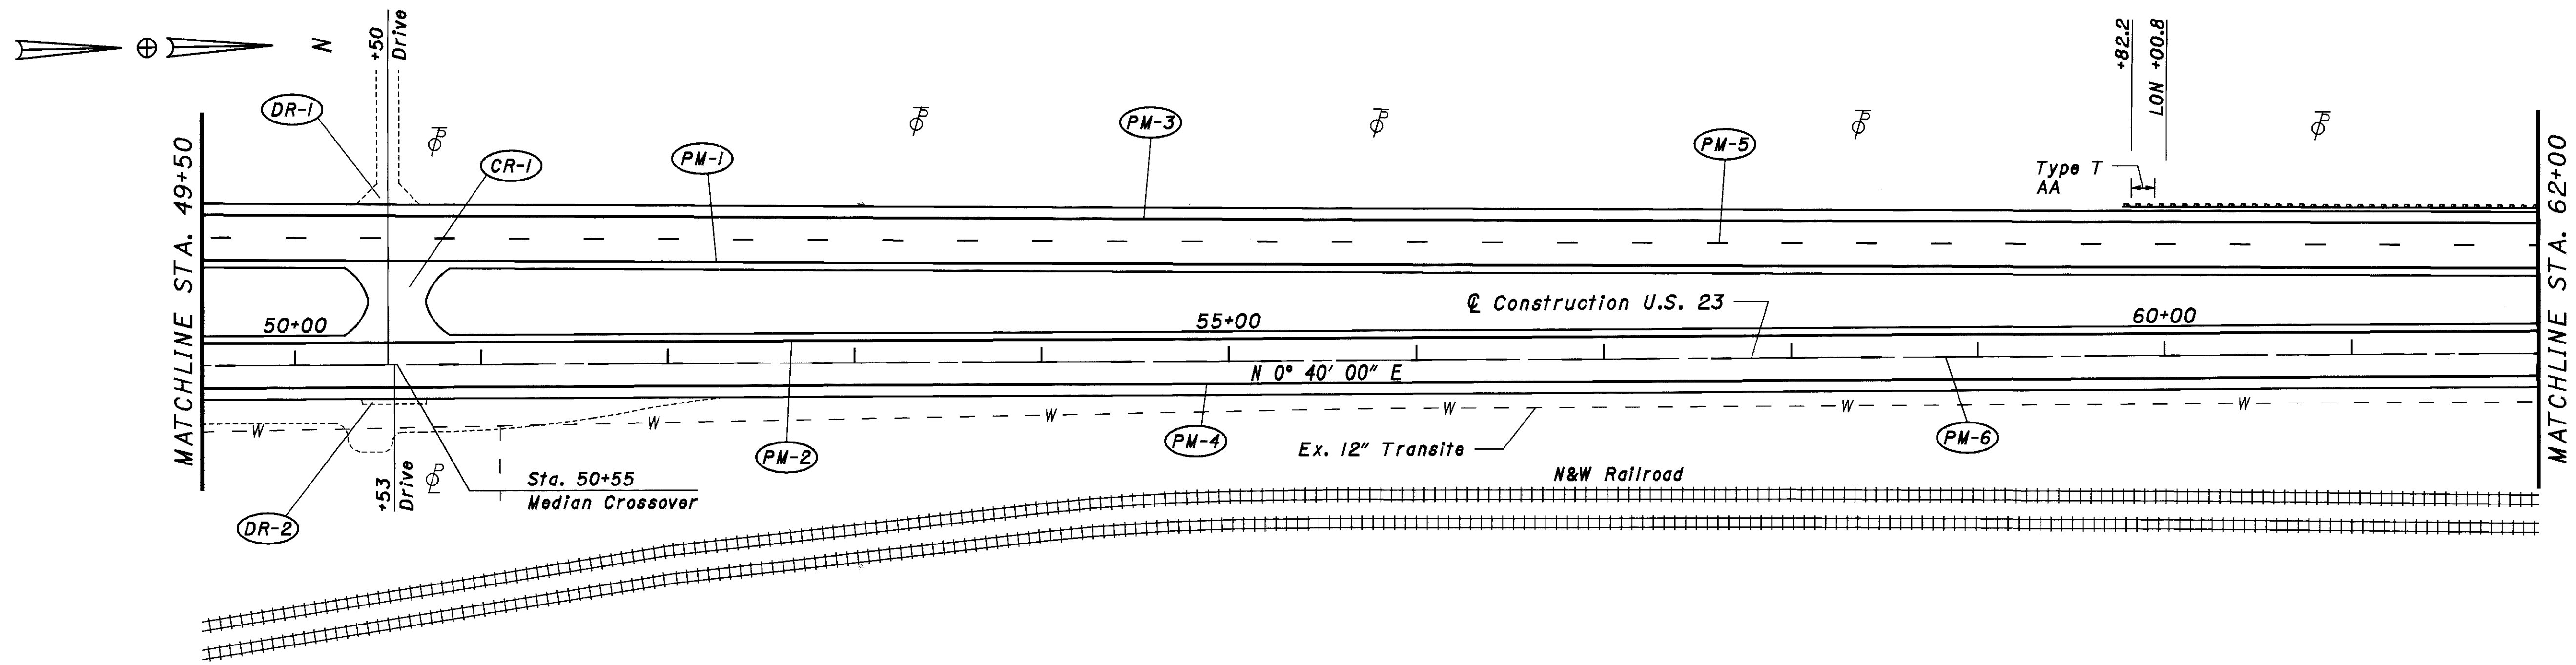 N
+50
Drive
DR-1
CR-1
PM-1
PM-3
PM-5
+82.2
LON +00.8
Type T
AA
MATCHLINE STA. 49+50
MATCHLINE STA. 62+00
℄ Construction U.S. 23
50+00
55+00
60+00
N 0° 40' 00" E
W
W
W
W
W
W
PM-2
PM-4
PM-6
Ex. 12" Transite
N&W Railroad
+53
Drive
Sta. 50+55
Median Crossover
DR-2
P
P
P
P
P
P